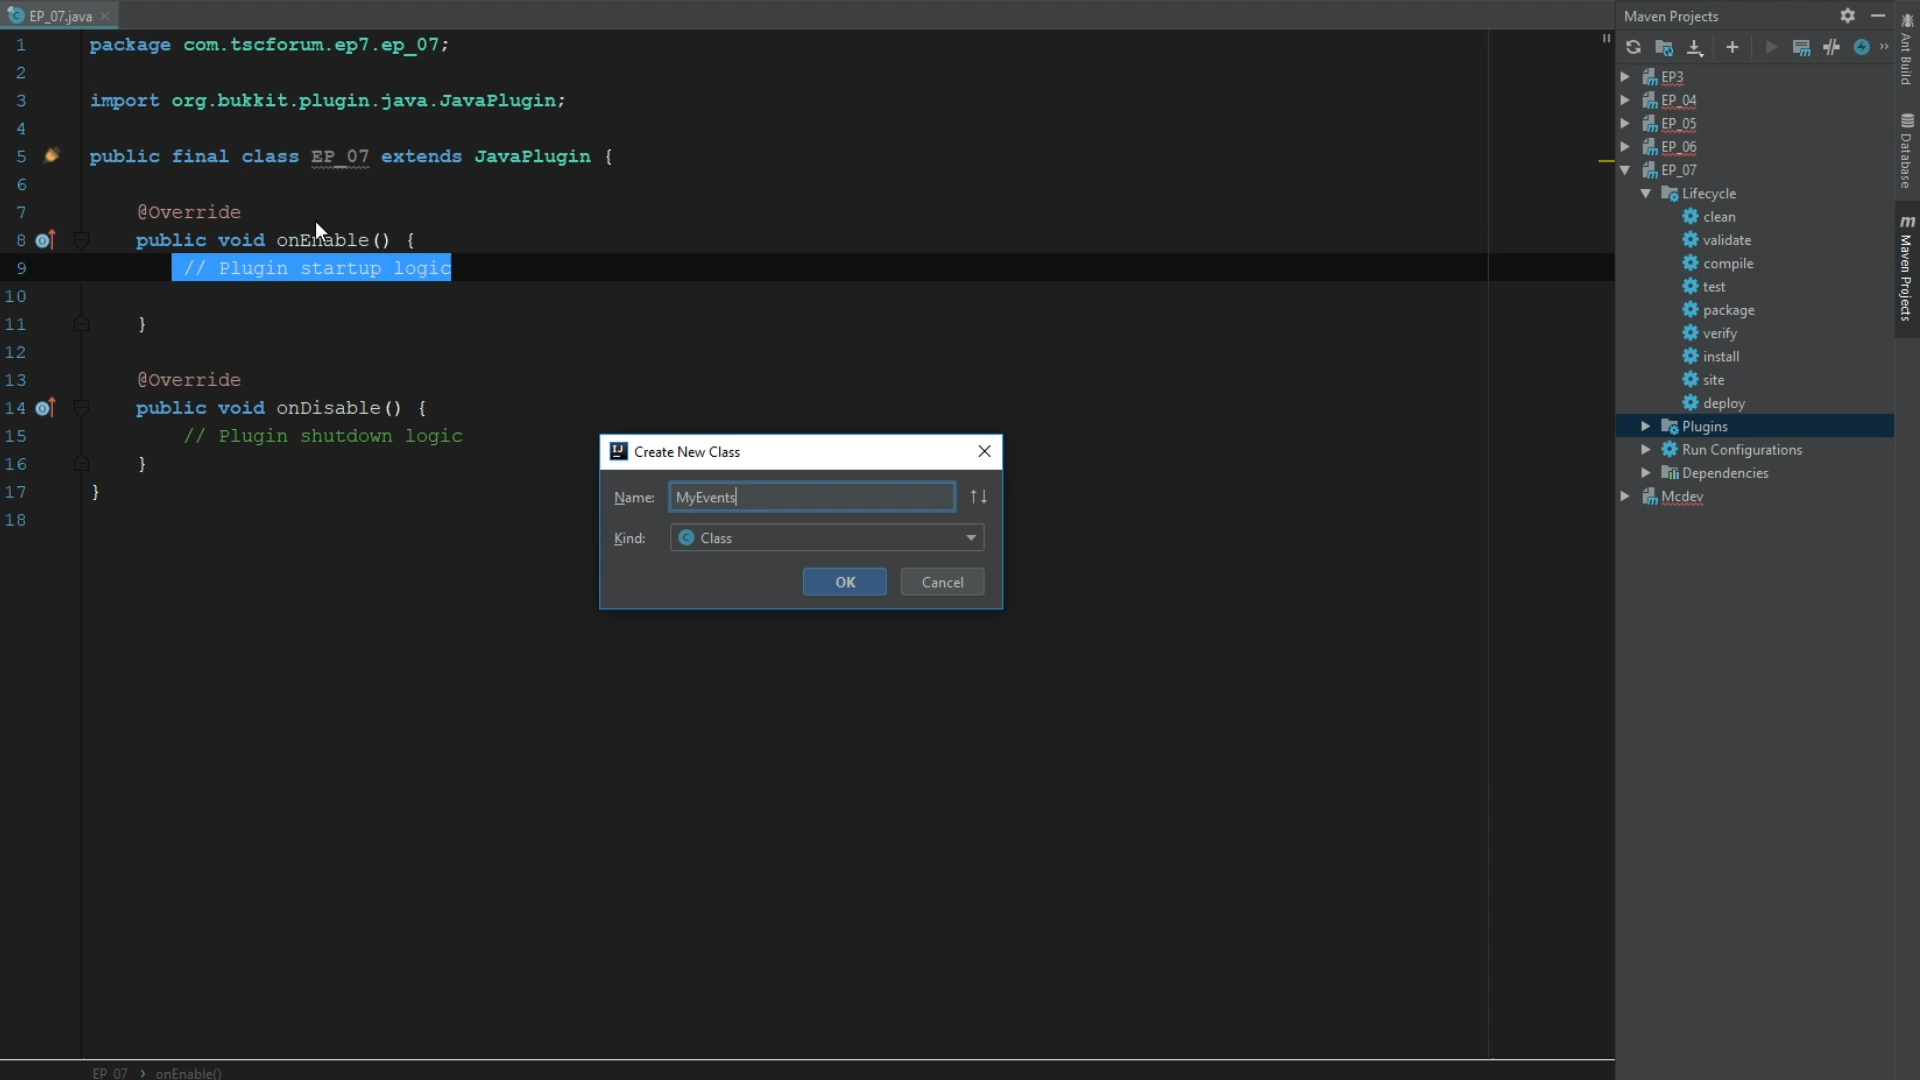 EP_07.java
1 package com.tscforum.ep7.ep_07;
2
3 import org.bukkit.plugin.java.JavaPlugin;
4
5 public final class EP_07 extends JavaPlugin {
6
7 @Override
8 public void onEnable() {
9 // Plugin startup logic
10
11 }
12
13 @Override
14 public void onDisable() {
15 // Plugin shutdown logic
16 }
17 }
18
EP_07 › onEnable()
Create New Class
Name: MyEvents
Kind: Class
OK Cancel
Maven Projects
EP3
EP_04
EP_05
EP_06
EP_07
Lifecycle
clean
validate
compile
test
package
verify
install
site
deploy
Plugins
Run Configurations
Dependencies
Mcdev
Ant Build
Database
Maven Projects